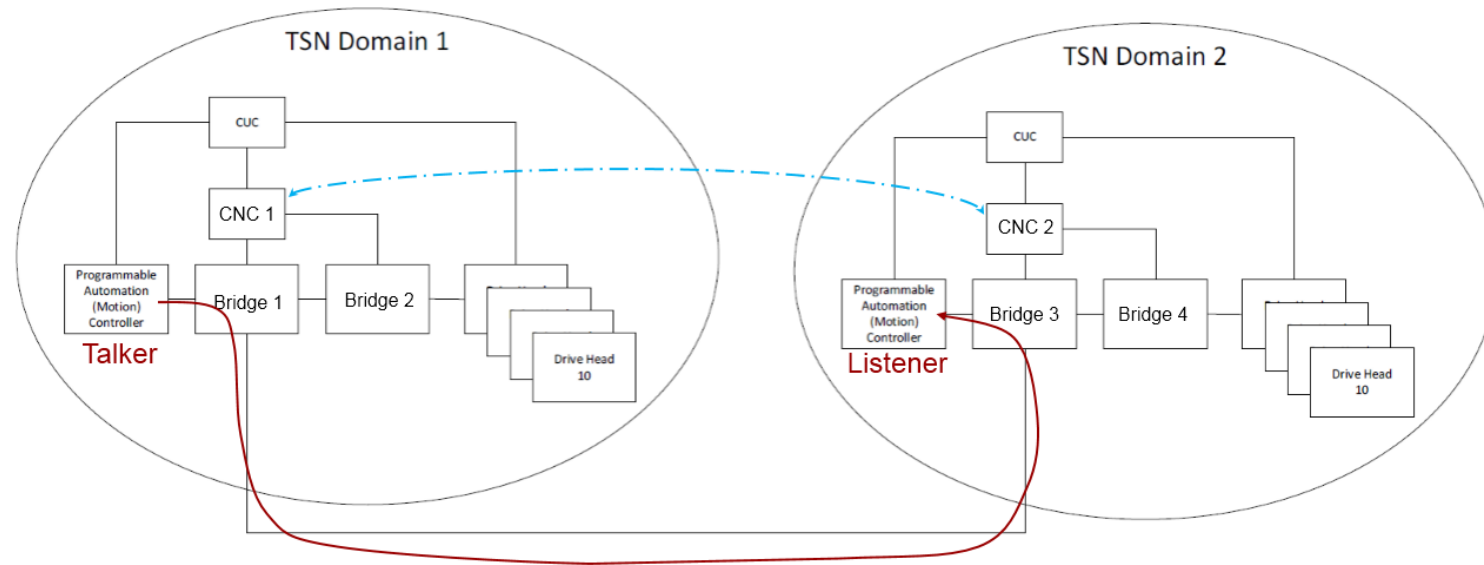 TSN Domain 1
CUC
CNC 1
Programmable
Automation
(Motion)
Controller
Bridge 1
Bridge 2
Drive Head
10
Talker
TSN Domain 2
CUC
CNC 2
Programmable
Automation
(Motion)
Controller
Bridge 3
Bridge 4
Drive Head
10
Listener